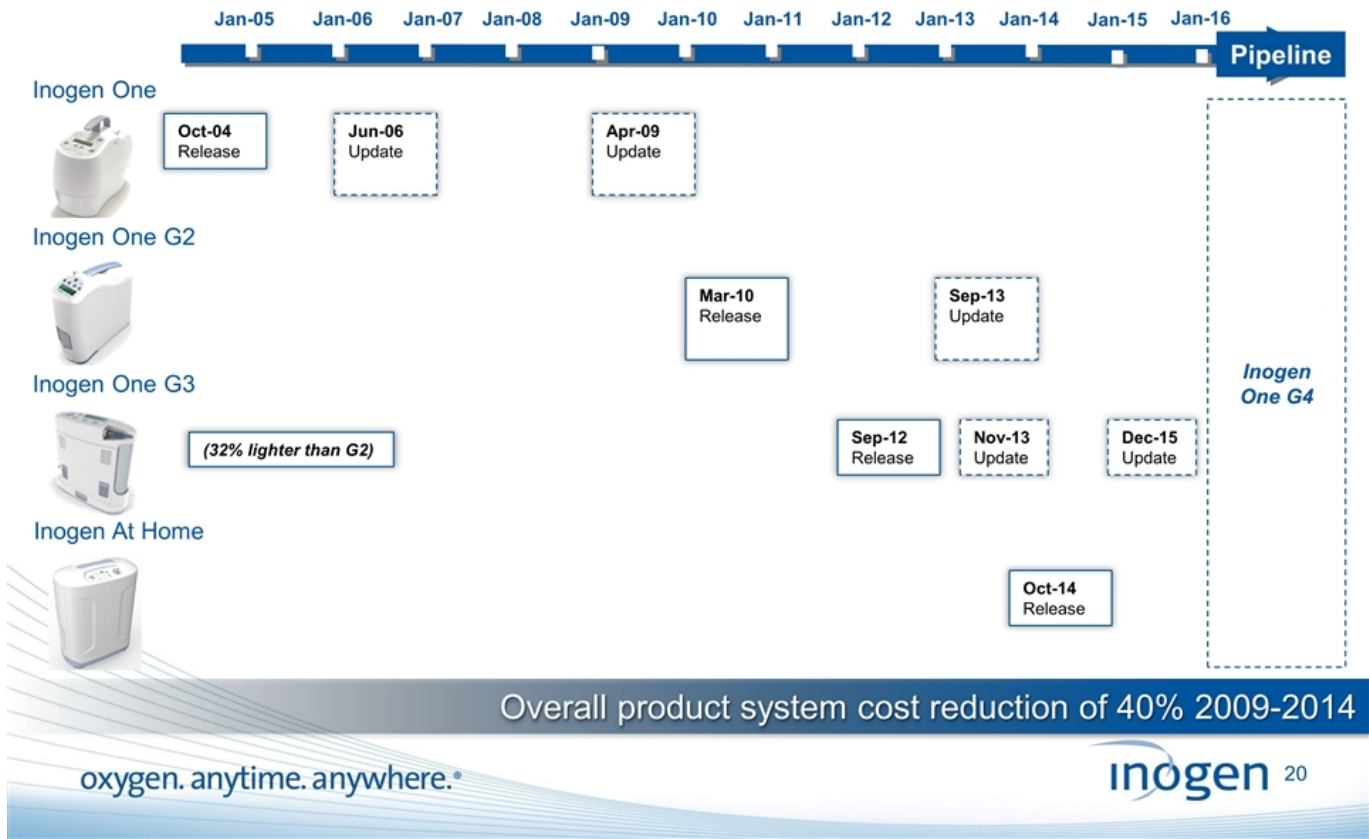 Jan-05 Jan-06 Jan-07 Jan-08 Jan-09 Jan-10 Jan-11 Jan-12 Jan-13 Jan-14 Jan-15 Jan-16
Pipeline
Inogen One
Oct-04
Release
Jun-06
Update
Apr-09
Update
Inogen One G2
Mar-10
Release
Sep-13
Update
Inogen One G3
(32% lighter than G2)
Sep-12
Release
Nov-13
Update
Dec-15
Update
Inogen
One G4
Inogen At Home
Oct-14
Release
Overall product system cost reduction of 40% 2009-2014
oxygen. anytime. anywhere.®
inogen 20